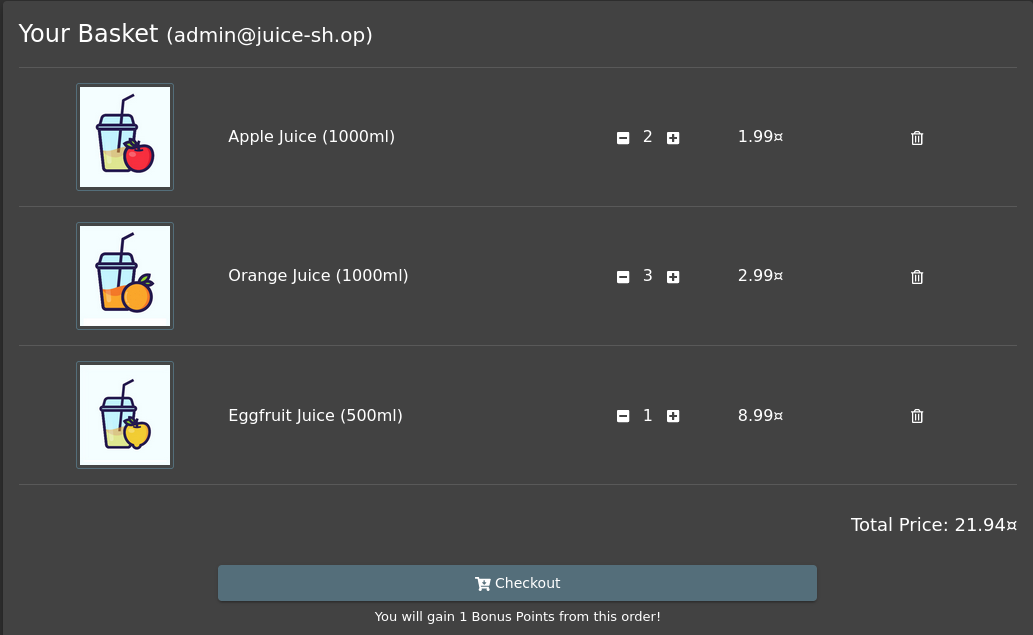 Your Basket (admin@juice-sh.op)
Apple Juice (1000ml) 2 1.99¤
Orange Juice (1000ml) 3 2.99¤
Eggfruit Juice (500ml) 1 8.99¤
Total Price: 21.94¤
Checkout
You will gain 1 Bonus Points from this order!